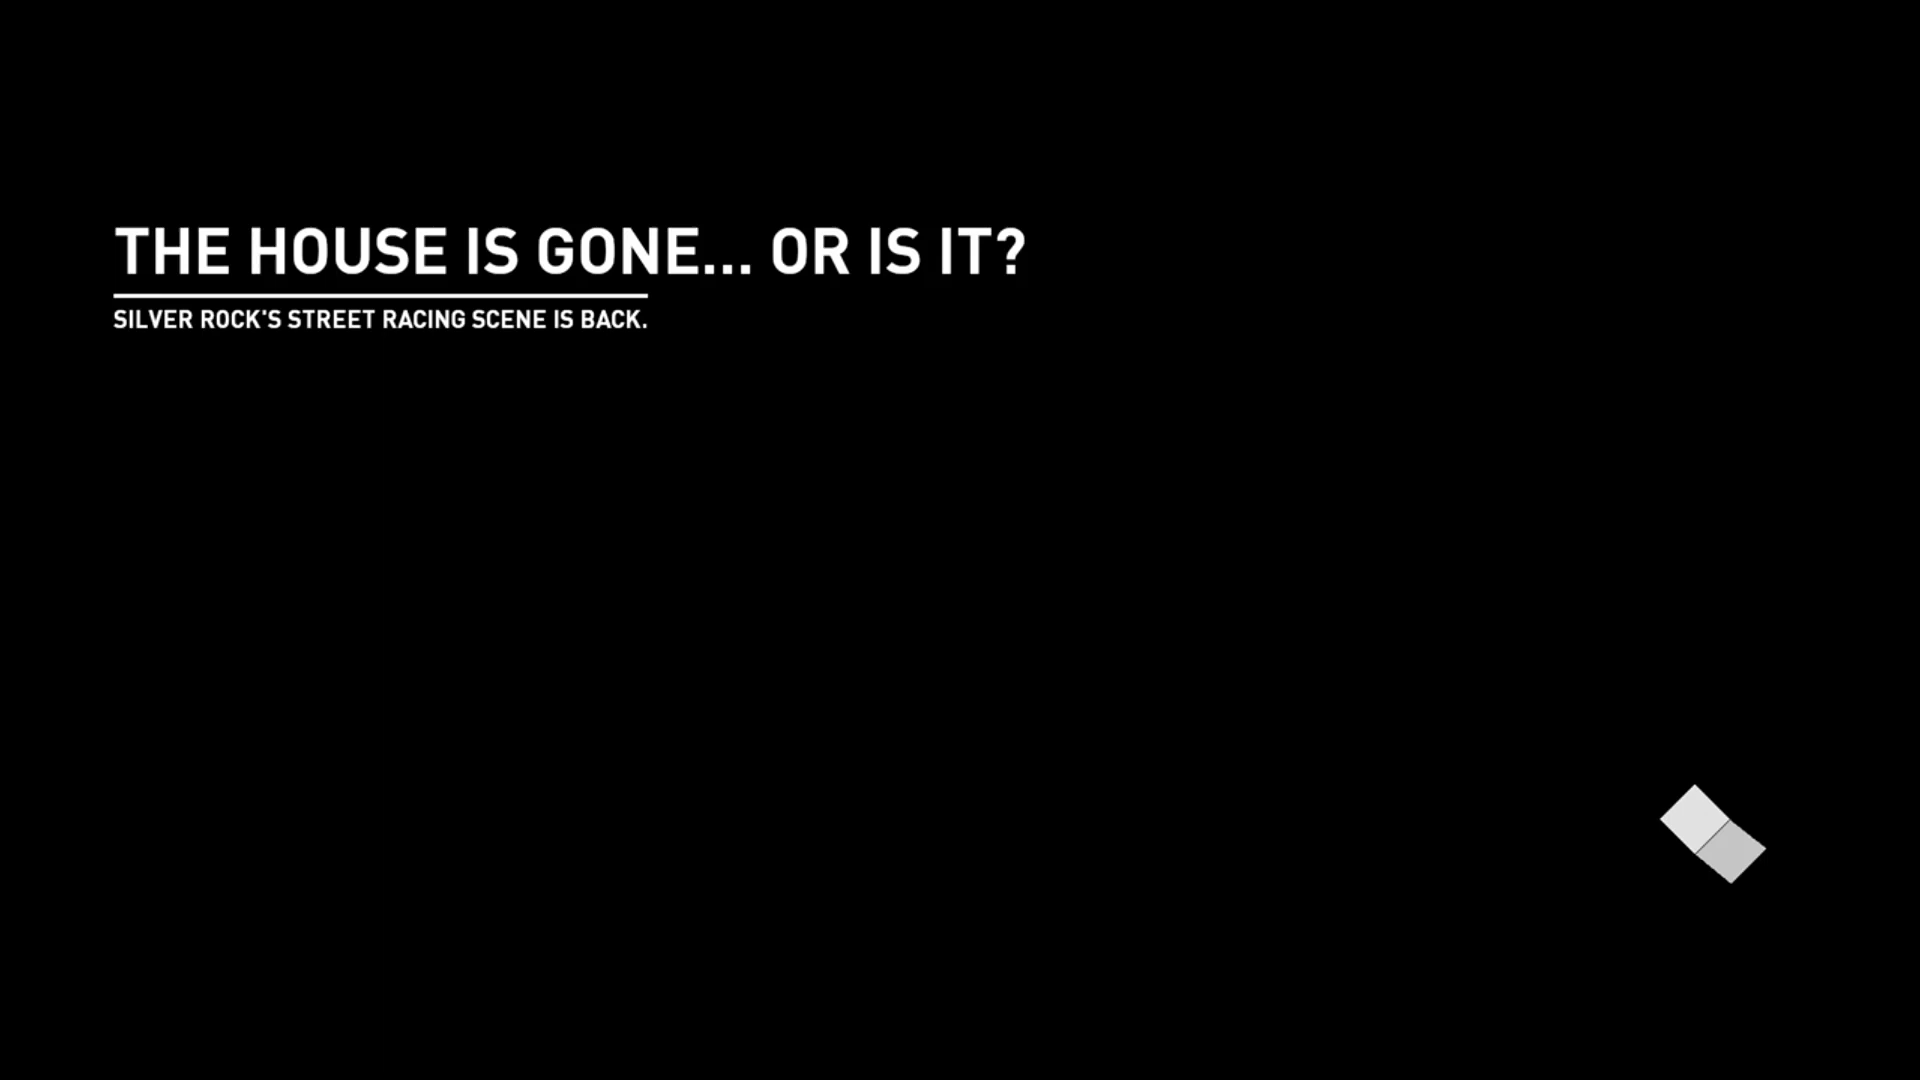 THE HOUSE IS GONE... OR IS IT?
SILVER ROCK'S STREET RACING SCENE IS BACK.